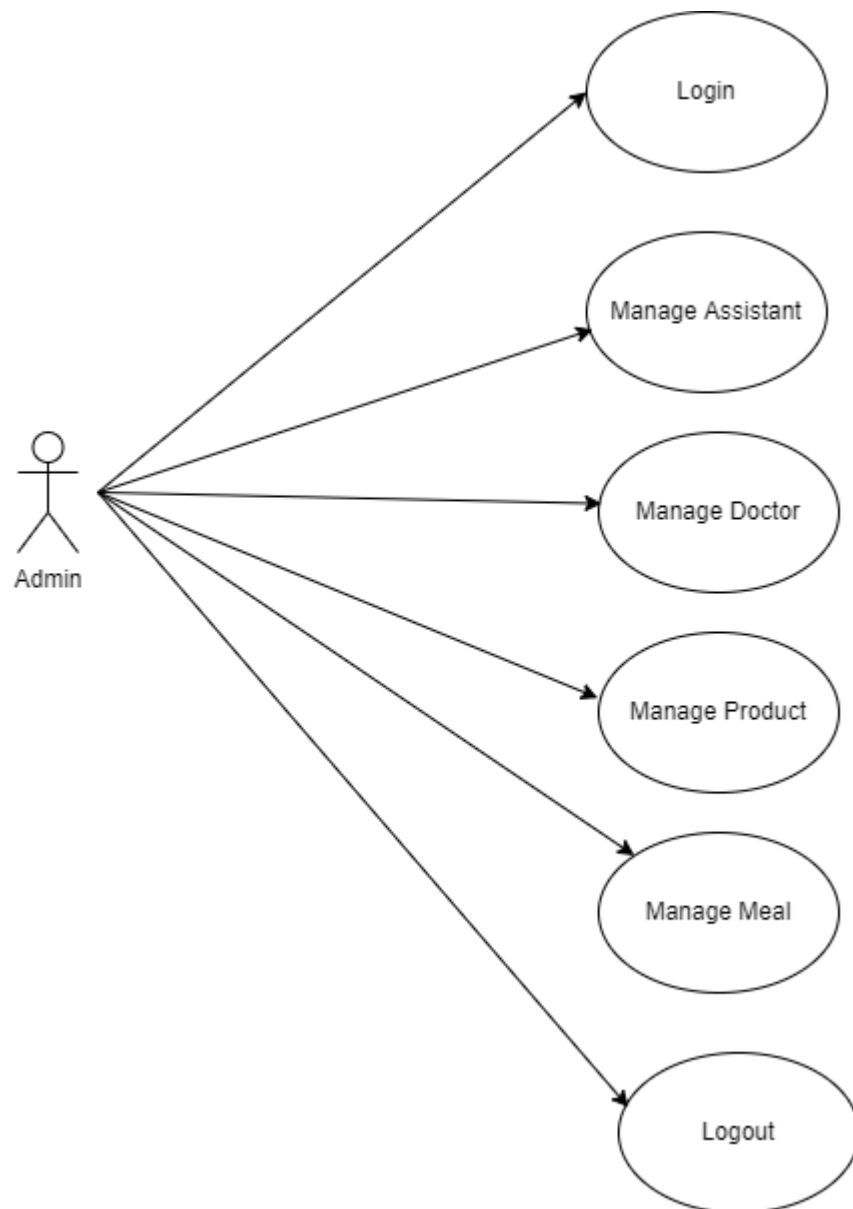 Login
Manage Assistant
Manage Doctor
Admin
Manage Product
Manage Meal
Logout